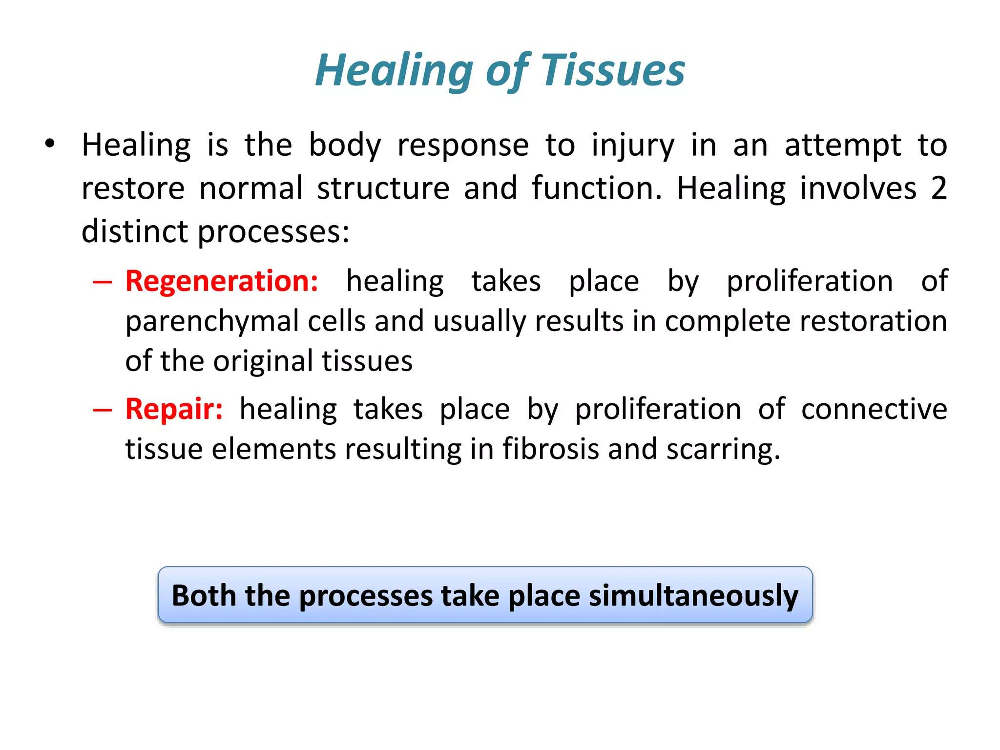 Healing of Tissues
• Healing is the body response to injury in an attempt to
restore normal structure and function. Healing involves 2
distinct processes:
– Regeneration: healing takes place by proliferation of
parenchymal cells and usually results in complete restoration
of the original tissues
– Repair: healing takes place by proliferation of connective
tissue elements resulting in fibrosis and scarring.
Both the processes take place simultaneously